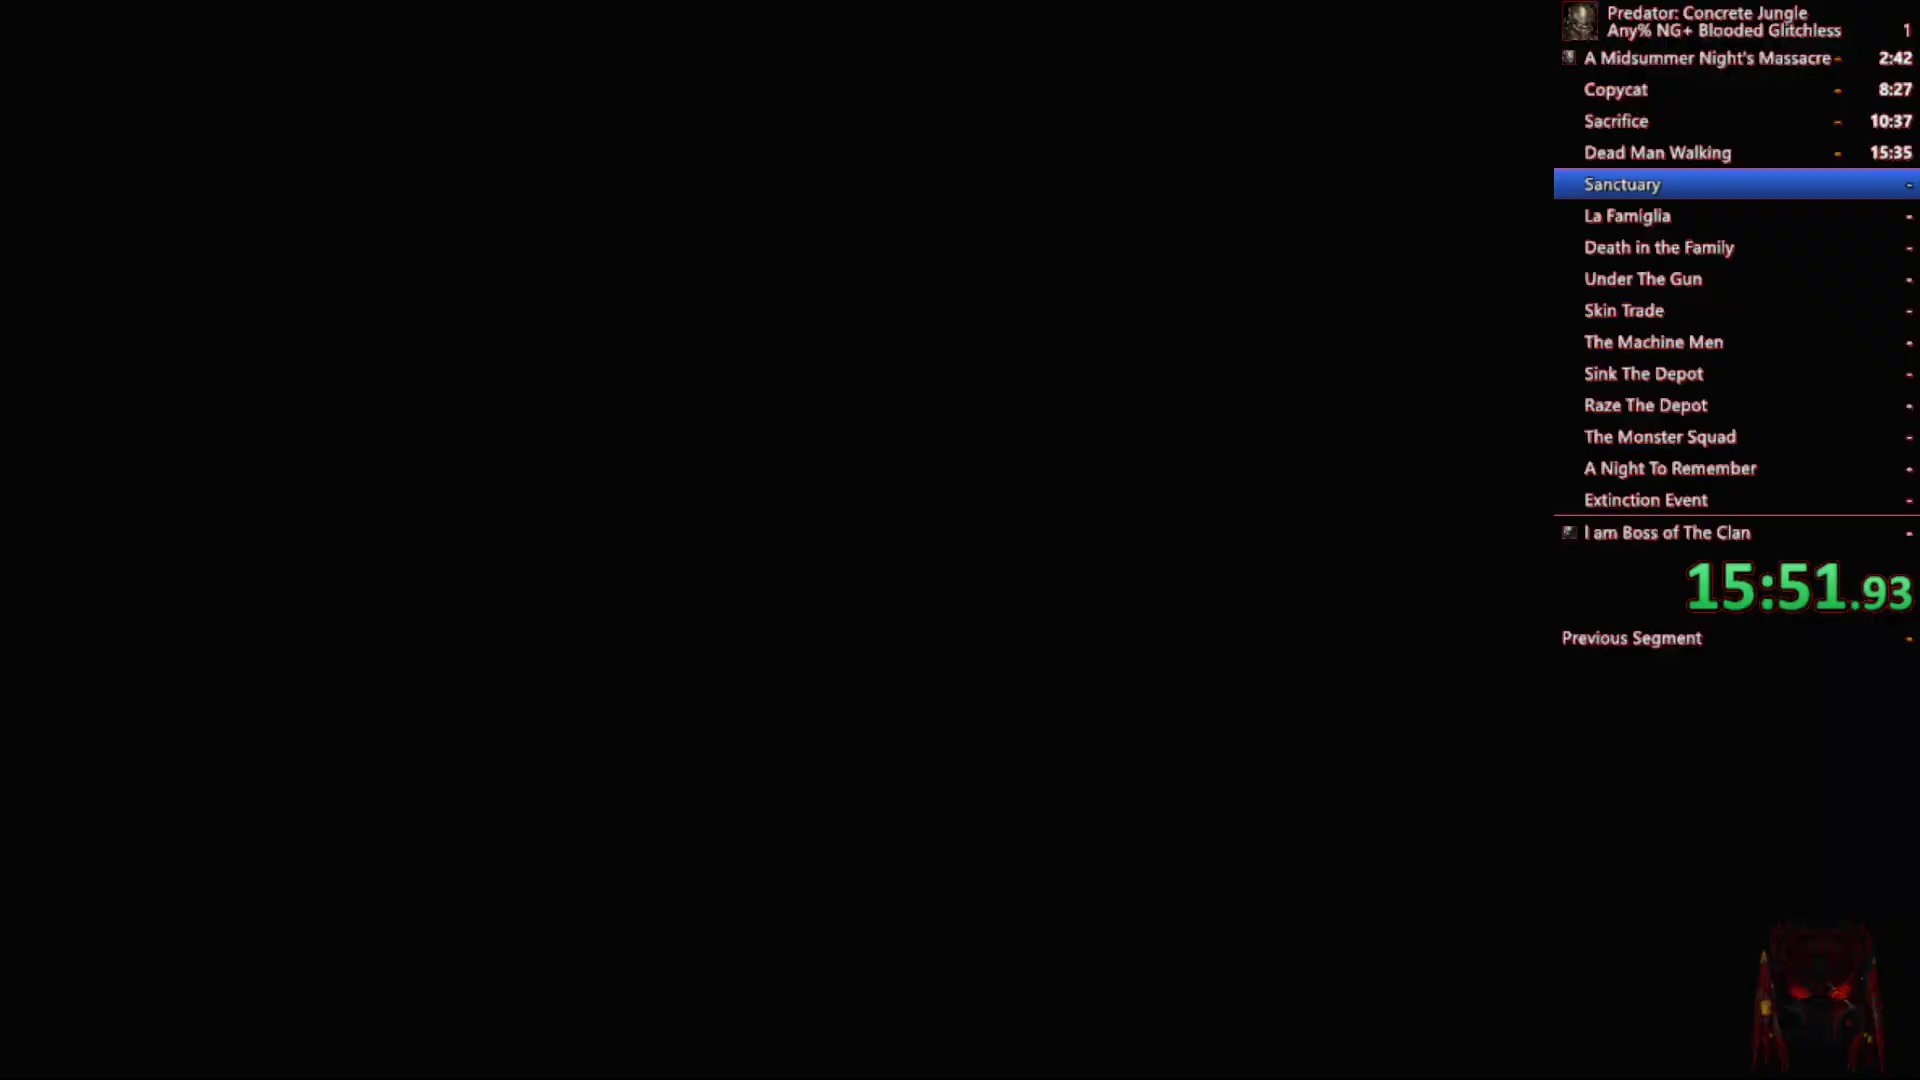 Predator: Concrete Jungle
Any% NG+ Blooded Glitchless 1
A Midsummer Night's Massacre - 2:42
Copycat - 8:27
Sacrifice - 10:37
Dead Man Walking - 15:35
Sanctuary -
La Famiglia -
Death in the Family -
Under The Gun -
Skin Trade -
The Machine Men -
Sink The Depot -
Raze The Depot -
The Monster Squad -
A Night To Remember -
Extinction Event -
I am Boss of The Clan -
15:51.93
Previous Segment -